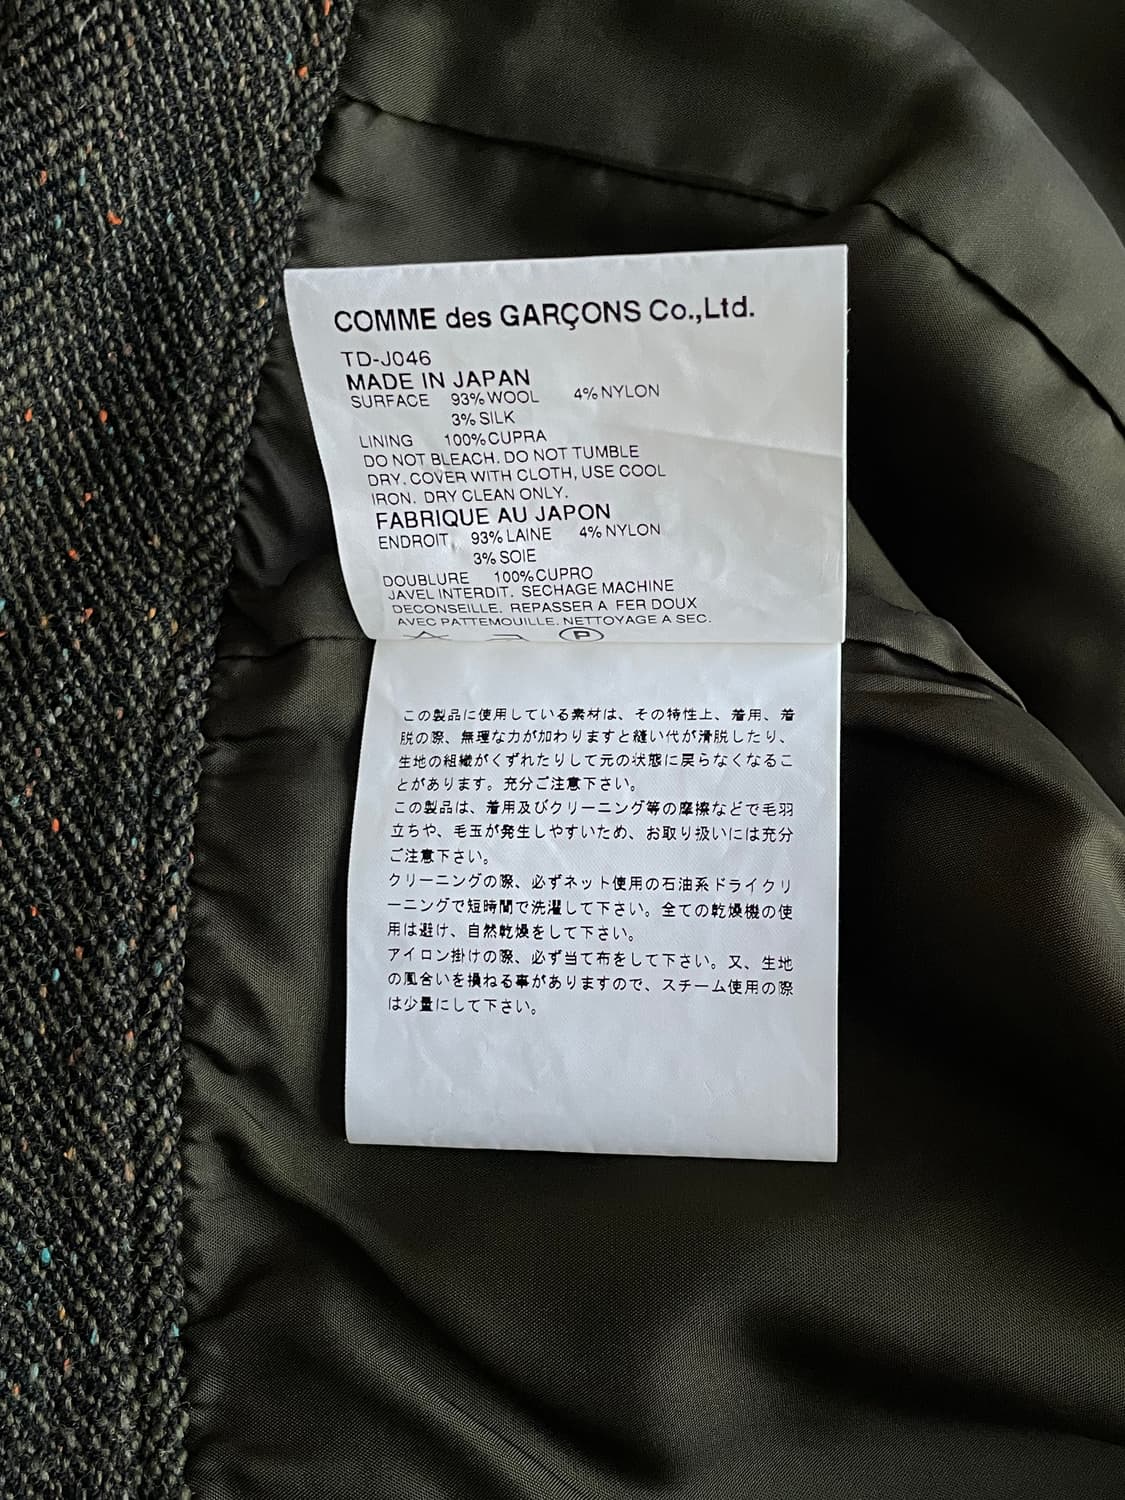 COMME des GARÇONS Co.,Ltd.
TD-J046
MADE IN JAPAN
SURFACE 93% WOOL 4% NYLON
3% SILK
LINING 100% CUPRA
DO NOT BLEACH. DO NOT TUMBLE
DRY. COVER WITH CLOTH, USE COOL
IRON. DRY CLEAN ONLY.
FABRIQUE AU JAPON
ENDROIT 93% LAINE 4% NYLON
3% SOIE
DOUBLURE 100% CUPRO
JAVEL INTERDIT. SECHAGE MACHINE
DECONSEILLE. REPASSER A FER DOUX
AVEC PATTEMOUILLE. NETTOYAGE A SEC.
P
この製品に使用している素材は、その特性上、着用、着
脱の際、無理な力が加わりますと縫い代が滑脱したり、
生地の組織がくずれたりして元の状態に戻らなくなるこ
とがあります。充分ご注意下さい。
この製品は、着用及びクリーニング等の摩擦などで毛羽
立ちや、毛玉が発生しやすいため、お取り扱いには充分
ご注意下さい。
クリーニングの際、必ずネット使用の石油系ドライクリ
ーニングで短時間で洗濯して下さい。全ての乾燥機の使
用は避け、自然乾燥をして下さい。
アイロン掛けの際、必ず当て布をして下さい。又、生地
の風合いを損ねる事がありますので、スチーム使用の際
は少量にして下さい。